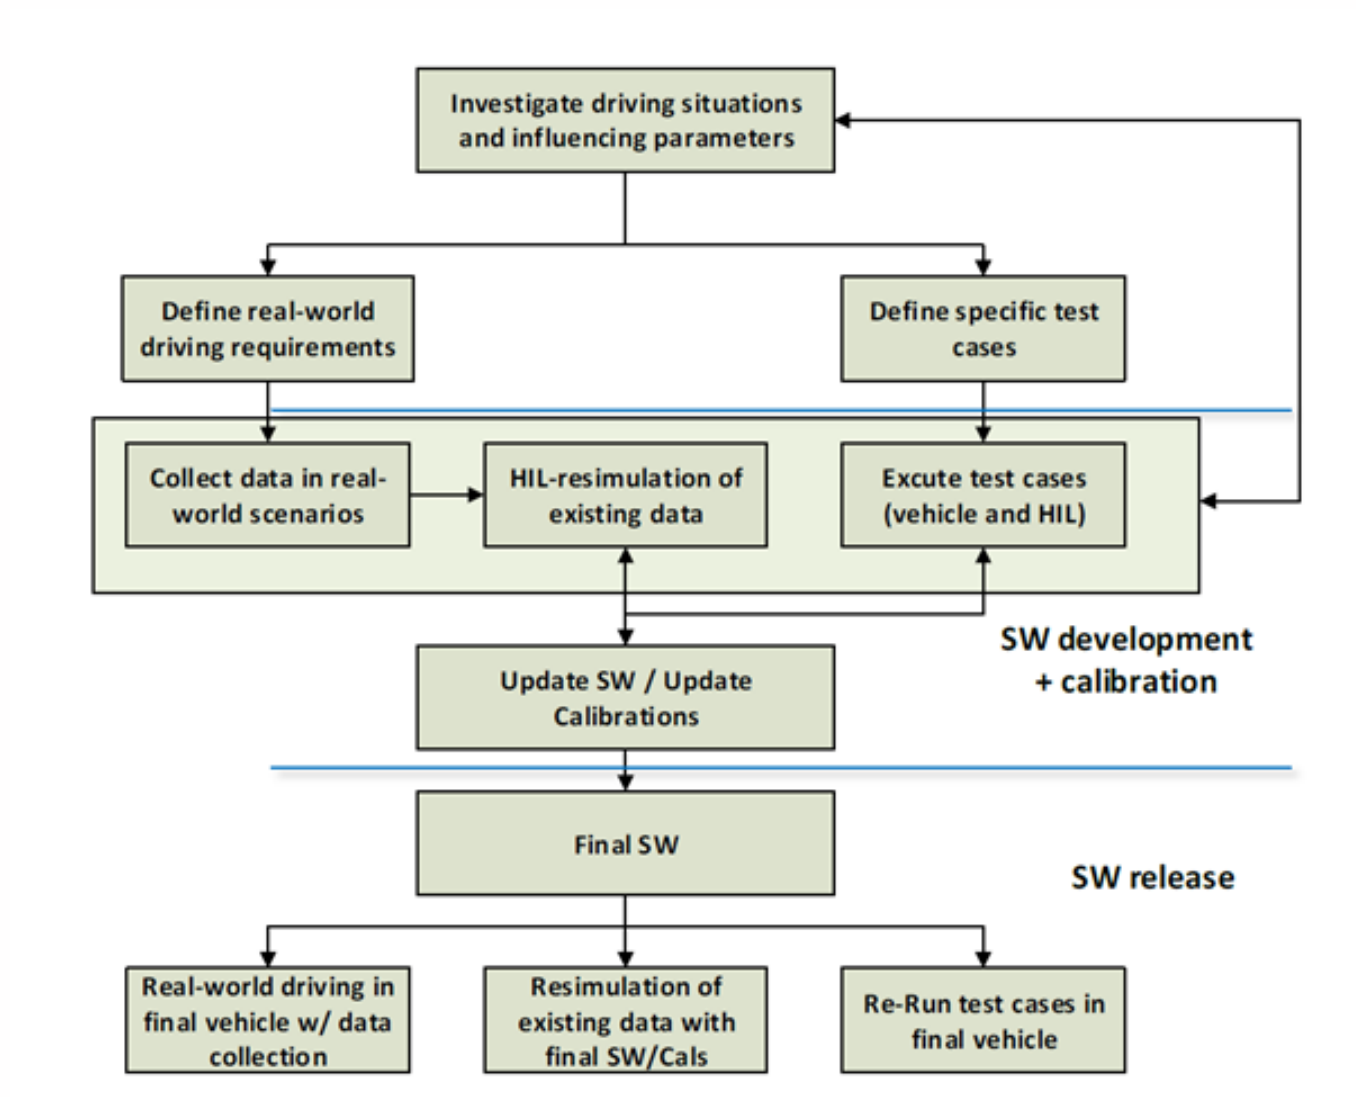 Investigate driving situations
and influencing parameters
Define real-world
driving requirements
Define specific test
cases
Collect data in real-
world scenarios
HIL-resimulation of
existing data
Excute test cases
(vehicle and HIL)
SW development
+ calibration
Update SW / Update
Calibrations
Final SW
SW release
Real-world driving in
final vehicle w/ data
collection
Resimulation of
existing data with
final SW/Cals
Re-Run test cases in
final vehicle